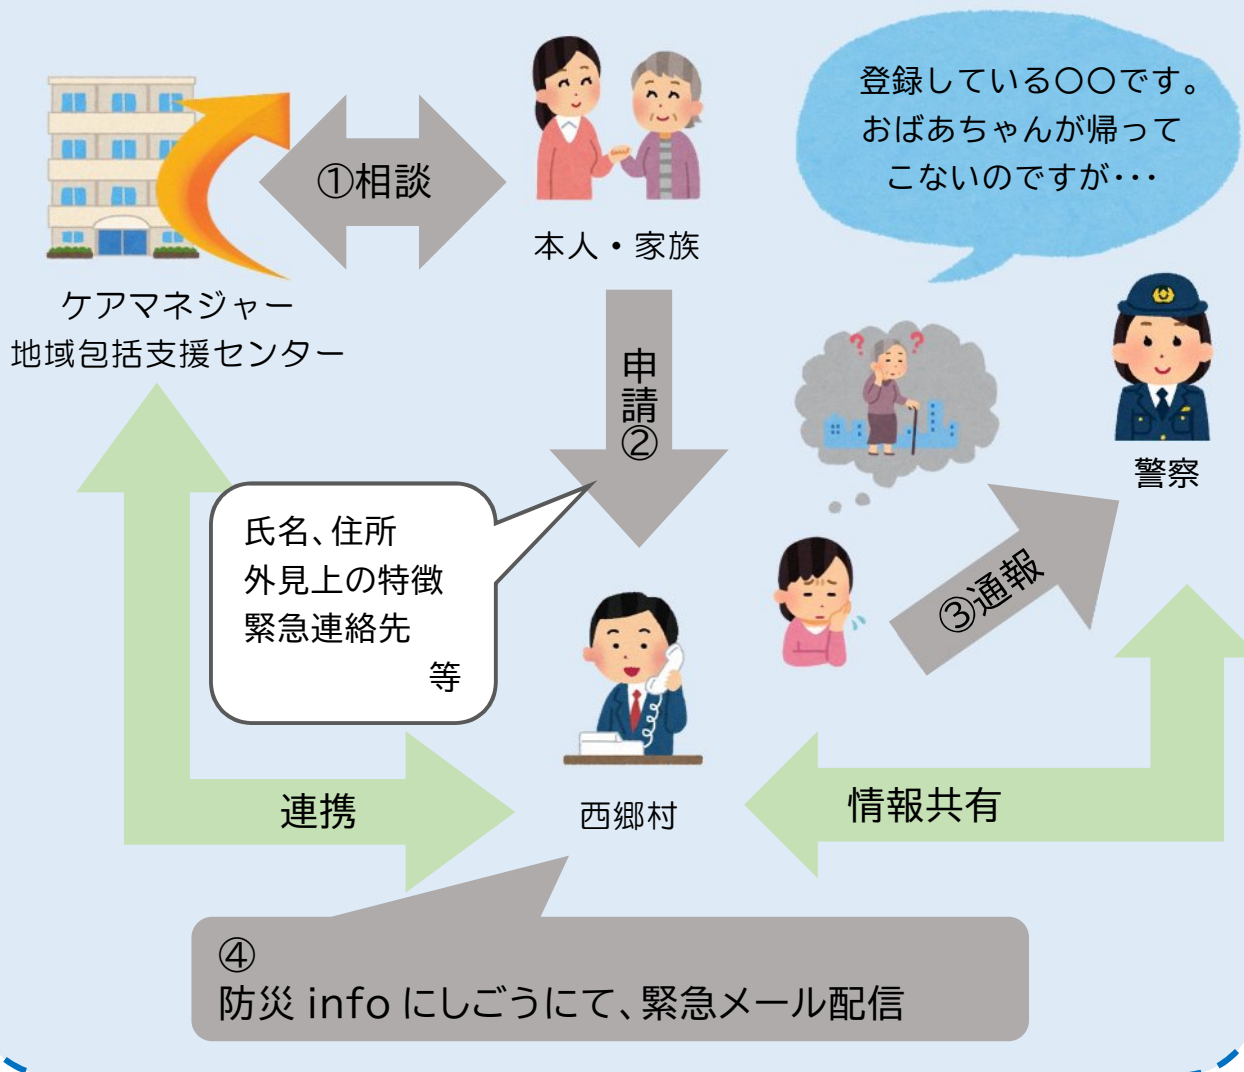 ①相談
本人・家族
登録している〇〇です。
おばあちゃんが帰って
こないのですが・・・
ケアマネジャー
地域包括支援センター
申請②
警察
氏名、住所
外見上の特徴
緊急連絡先
等
③通報
連携
西郷村
情報共有
④
防災 info にしごうにて、緊急メール配信